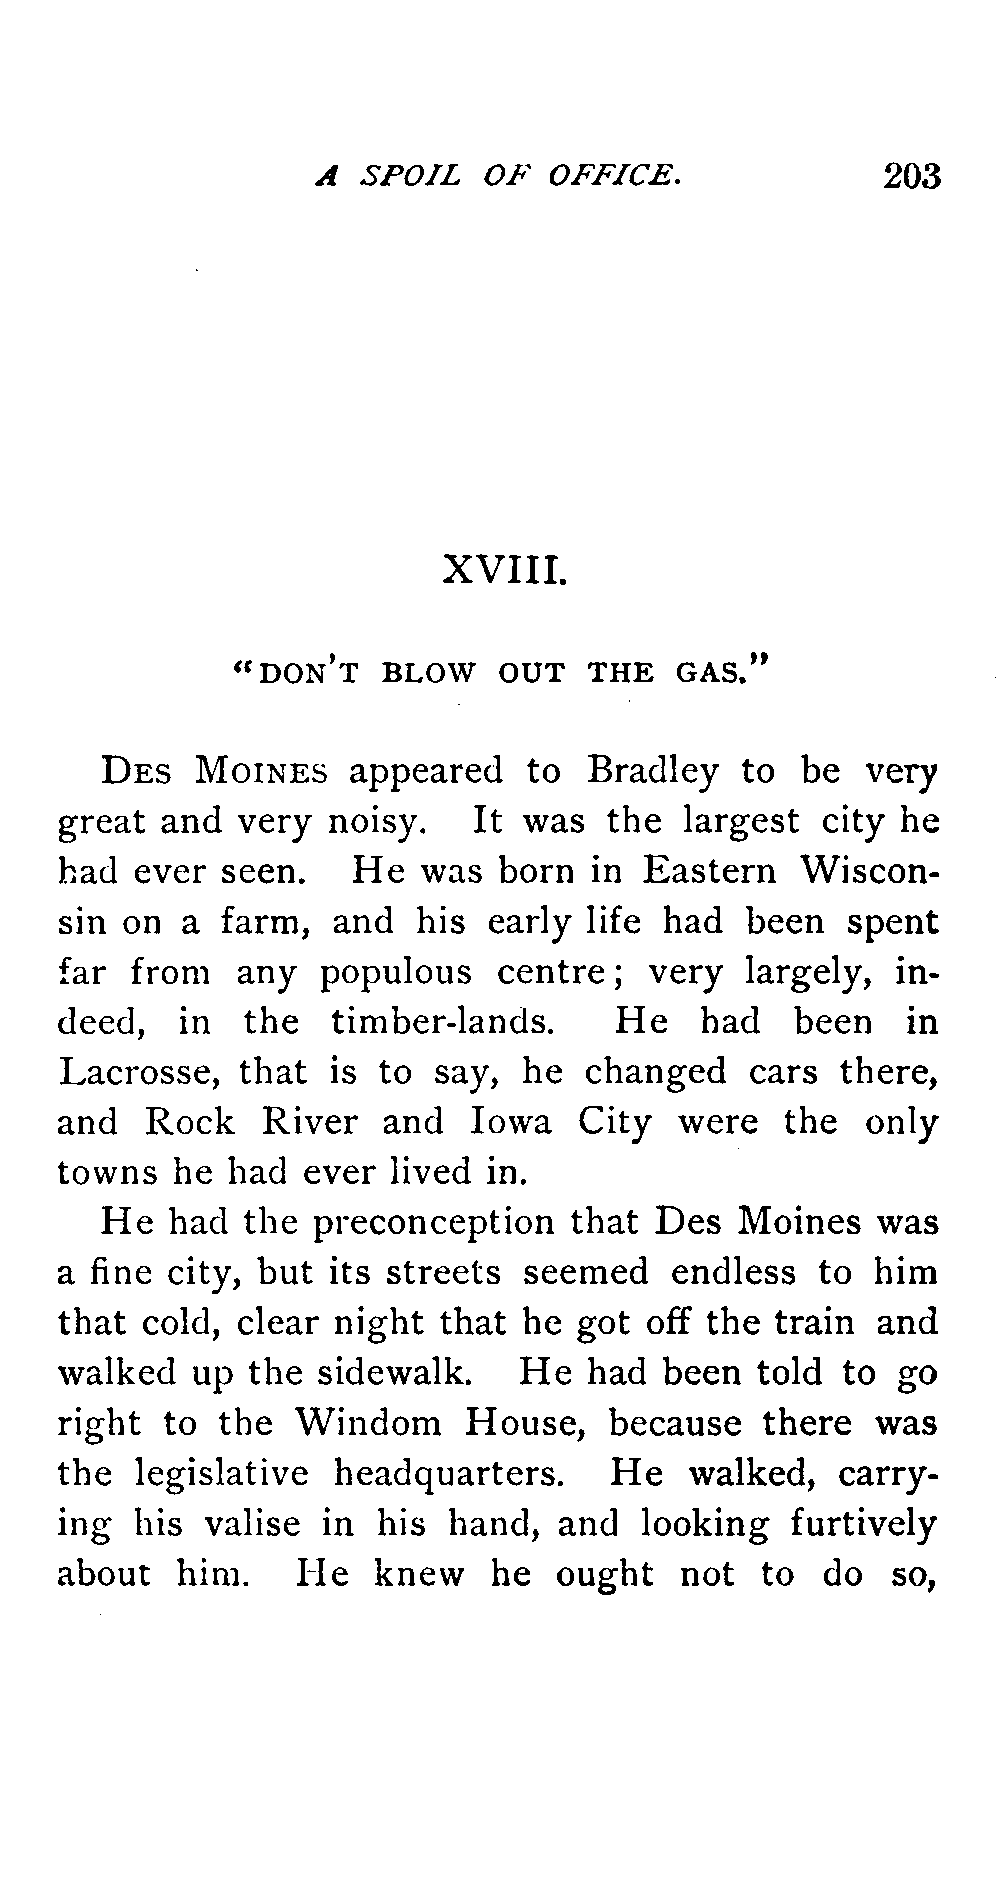 A SPOIL OF OFFICE. 203
XVIII.
"DON'T BLOW OUT THE GAS."
DES MOINES appeared to Bradley to be very
great and very noisy. It was the largest city he
had ever seen. He was born in Eastern Wiscon-
sin on a farm, and his early life had been spent
far from any populous centre; very largely, in-
deed, in the timber-lands. He had been in
Lacrosse, that is to say, he changed cars there,
and Rock River and Iowa City were the only
towns he had ever lived in.
He had the preconception that Des Moines was
a fine city, but its streets seemed endless to him
that cold, clear night that he got off the train and
walked up the sidewalk. He had been told to go
right to the Windom House, because there was
the legislative headquarters. He walked, carry-
ing his valise in his hand, and looking furtively
about him. He knew he ought not to do so,